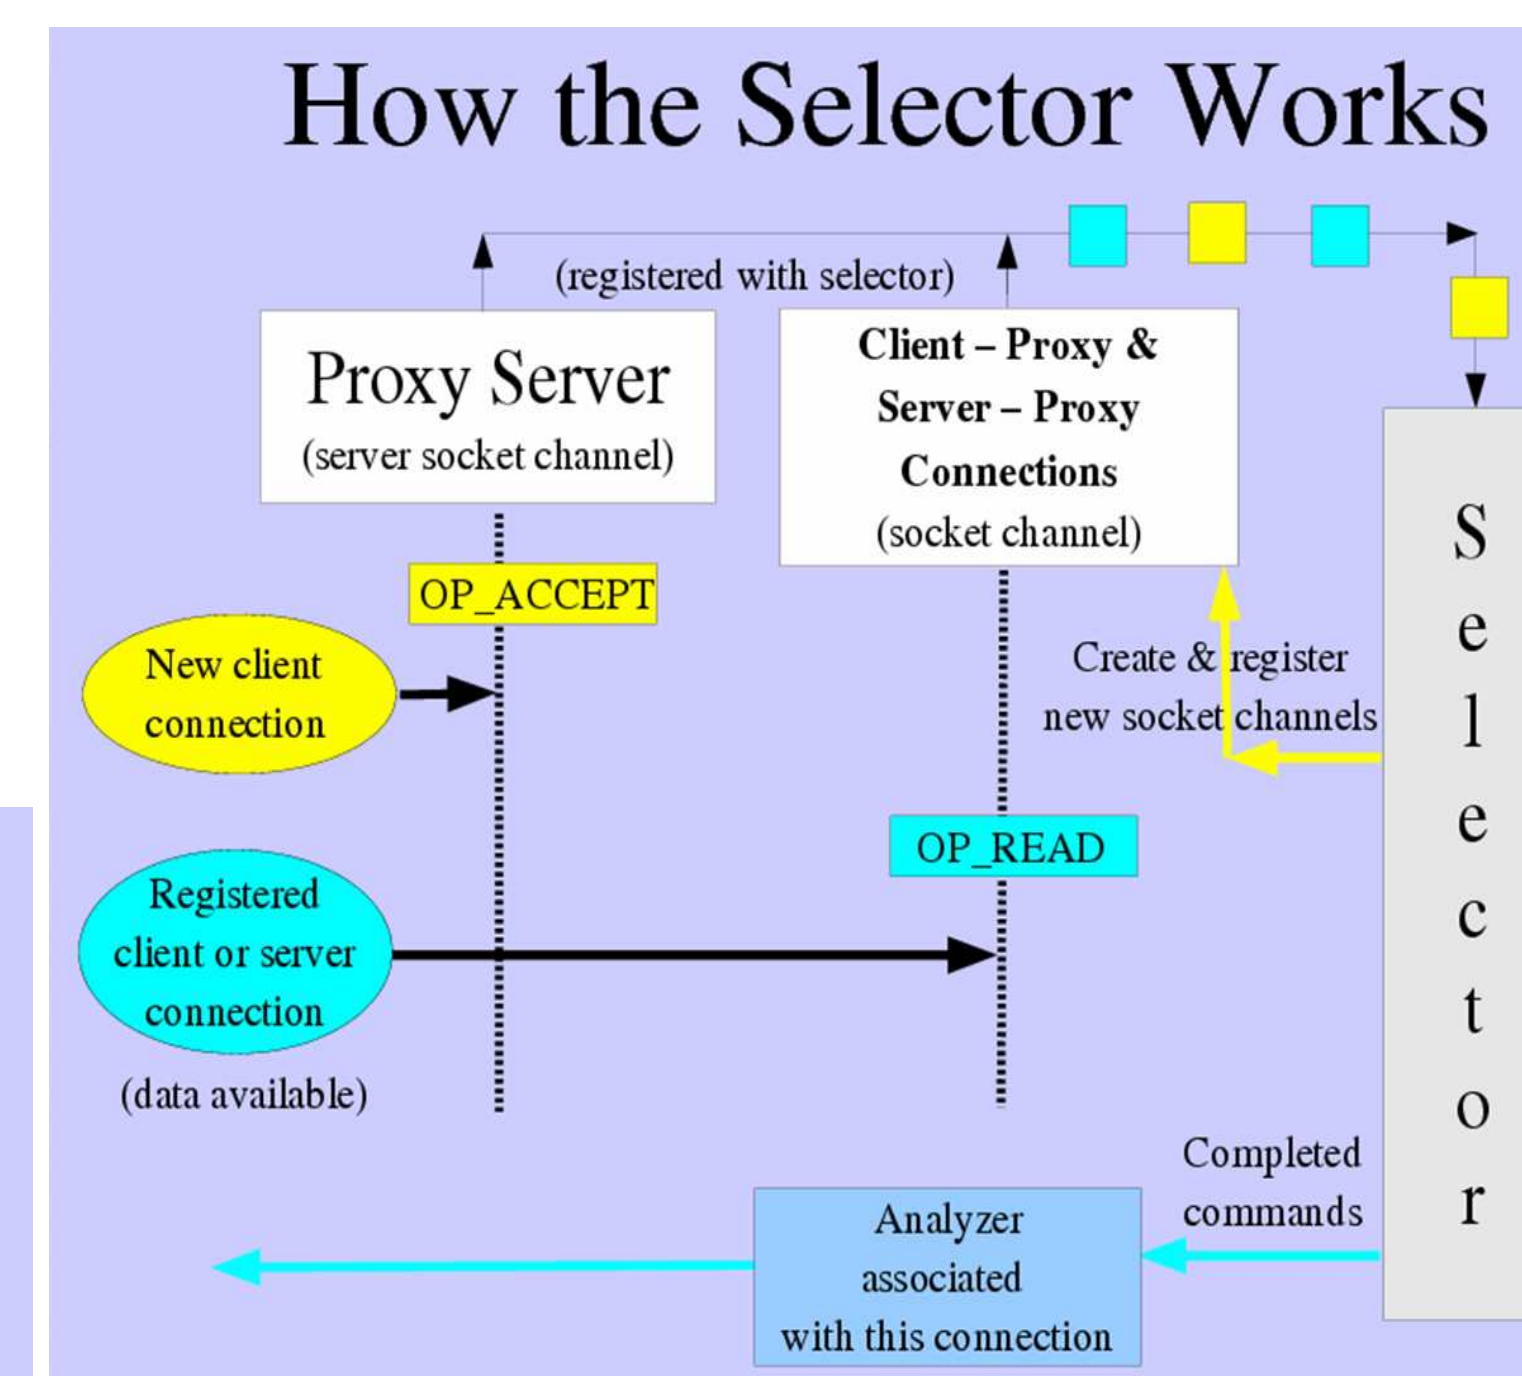 How the Selector Works
(registered with selector)
Proxy Server
(server socket channel)
Client – Proxy &
Server – Proxy
Connections
(socket channel)
OP_ACCEPT
New client
connection
Create & register
new socket channels
OP_READ
Registered
client or server
connection
(data available)
Completed
commands
Analyzer
associated
with this connection
S
e
l
e
c
t
o
r